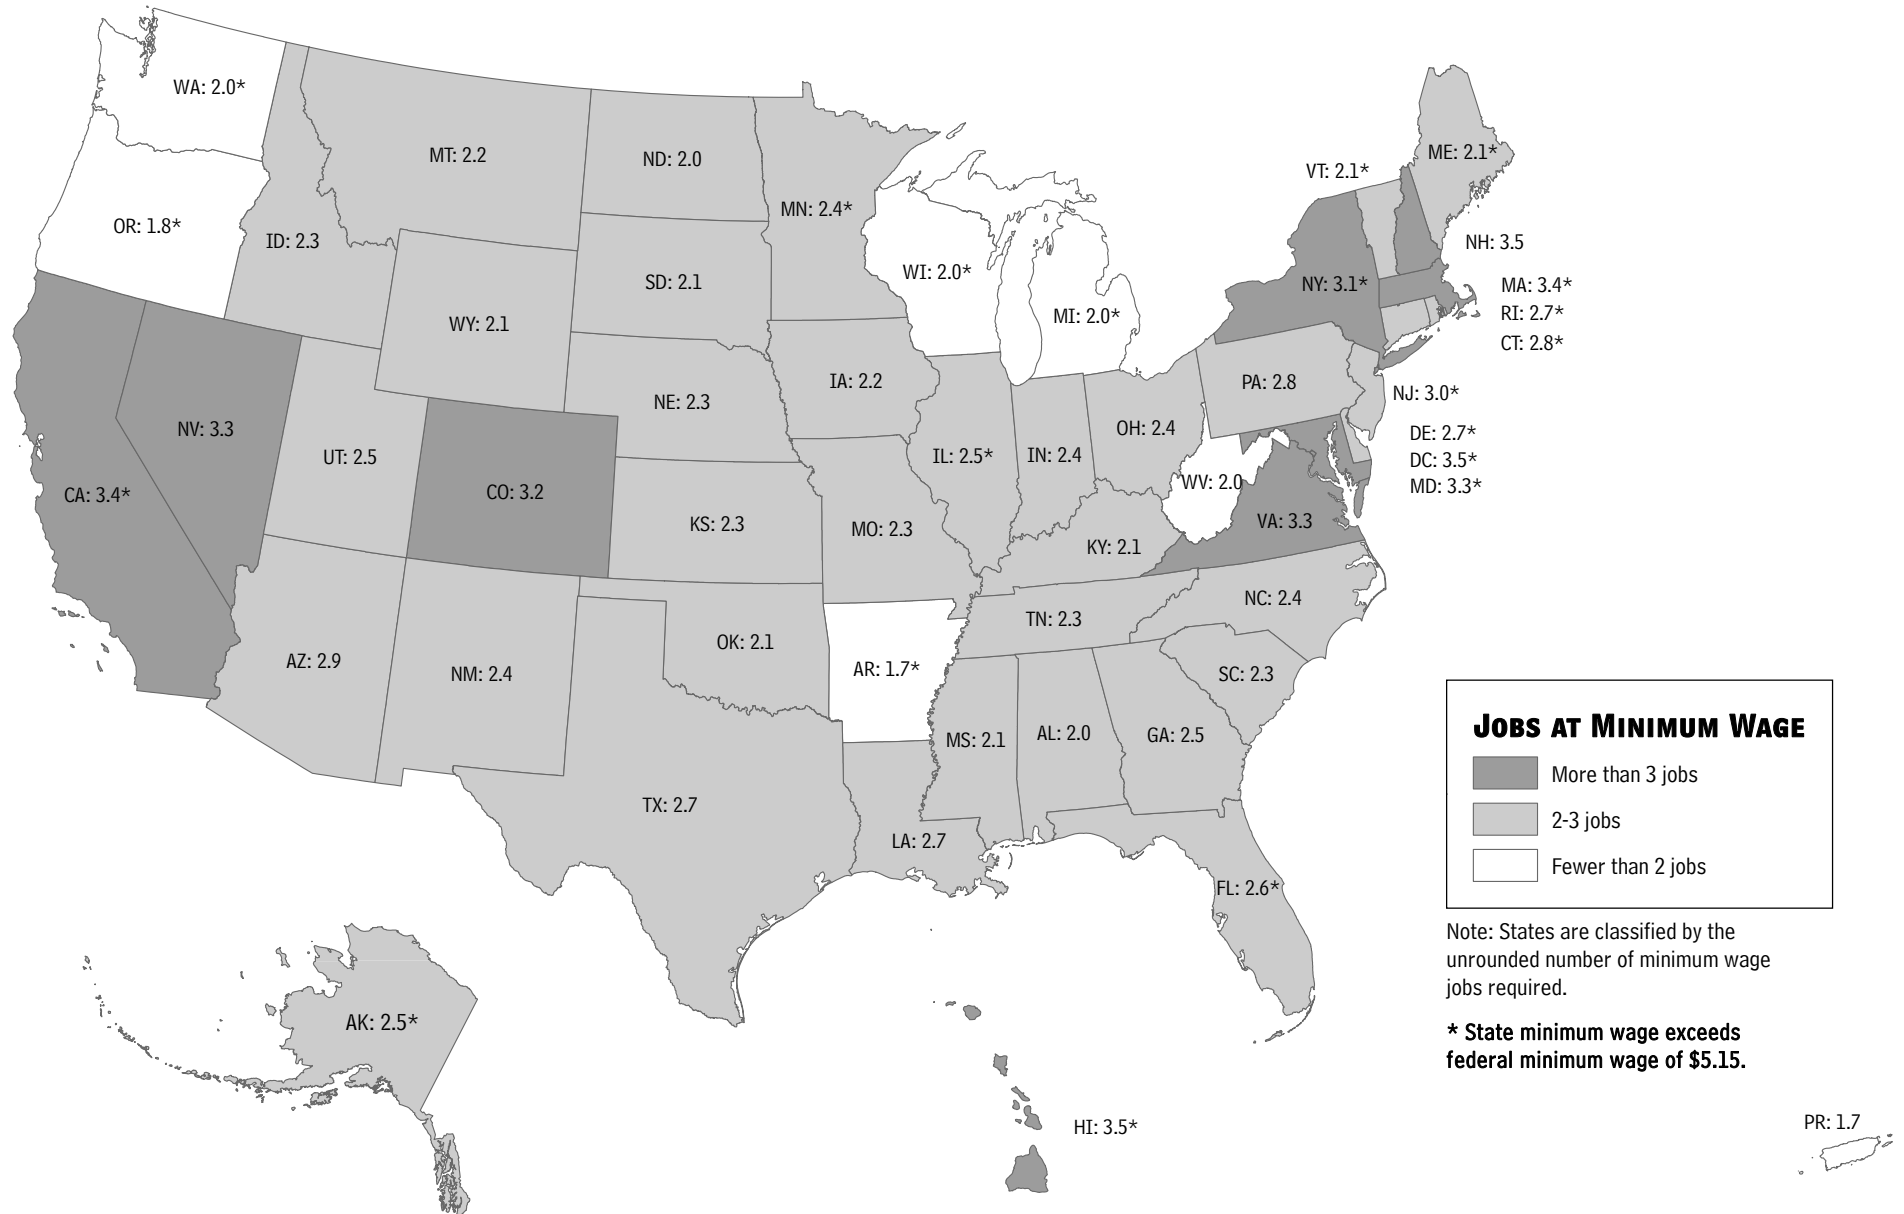 WA: 2.0*
MT: 2.2
ND: 2.0
ME: 2.1*
VT: 2.1*
MN: 2.4*
OR: 1.8*
ID: 2.3
NH: 3.5
WI: 2.0*
SD: 2.1
NY: 3.1*
MA: 3.4*
RI: 2.7*
MI: 2.0*
WY: 2.1
CT: 2.8*
IA: 2.2
PA: 2.8
NJ: 3.0*
NE: 2.3
NV: 3.3
OH: 2.4
DE: 2.7*
UT: 2.5
IL: 2.5*
IN: 2.4
DC: 3.5*
WV: 2.0
MD: 3.3*
CA: 3.4*
CO: 3.2
KS: 2.3
MO: 2.3
VA: 3.3
KY: 2.1
NC: 2.4
TN: 2.3
OK: 2.1
AZ: 2.9
NM: 2.4
AR: 1.7*
SC: 2.3
MS: 2.1
AL: 2.0
GA: 2.5
TX: 2.7
LA: 2.7
FL: 2.6*
AK: 2.5*
HI: 3.5*
PR: 1.7
JOBS AT MINIMUM WAGE
More than 3 jobs
2-3 jobs
Fewer than 2 jobs
Note: States are classified by the
unrounded number of minimum wage
jobs required.
* State minimum wage exceeds
federal minimum wage of $5.15.